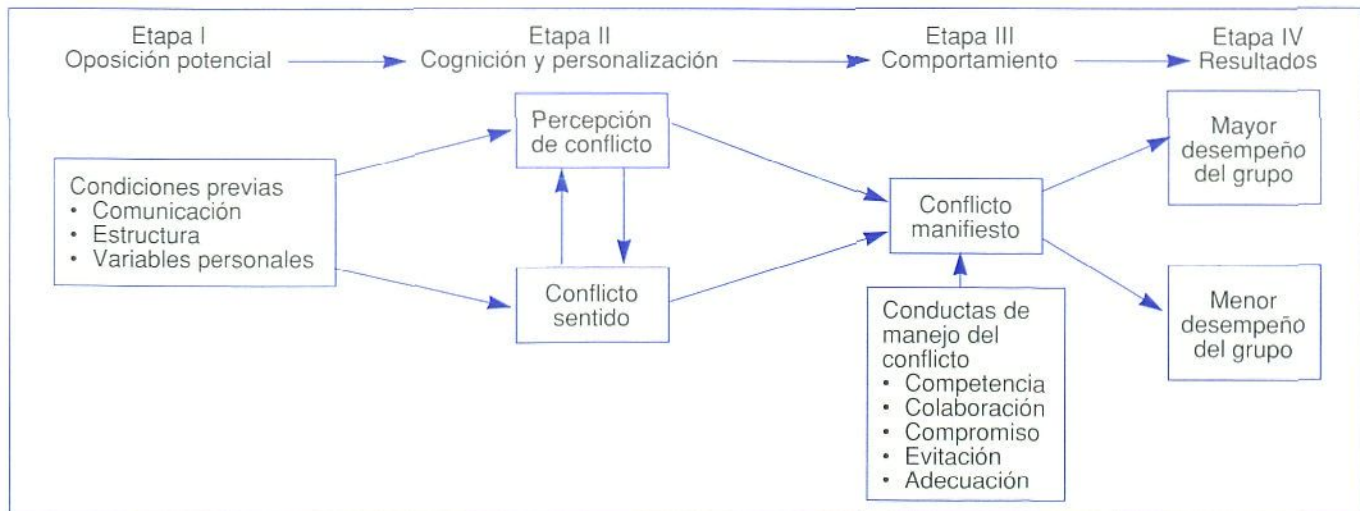 Etapa I
Oposición potencial
Etapa II
Cognición y personalización
Etapa III
Comportamiento
Etapa IV
Resultados
Condiciones previas
• Comunicación
• Estructura
• Variables personales
Percepción
de conflicto
Conflicto
sentido
Conflicto
manifiesto
Conductas de
manejo del
conflicto
• Competencia
• Colaboración
• Compromiso
• Evitación
• Adecuación
Mayor
desempeño
del grupo
Menor
desempeño
del grupo